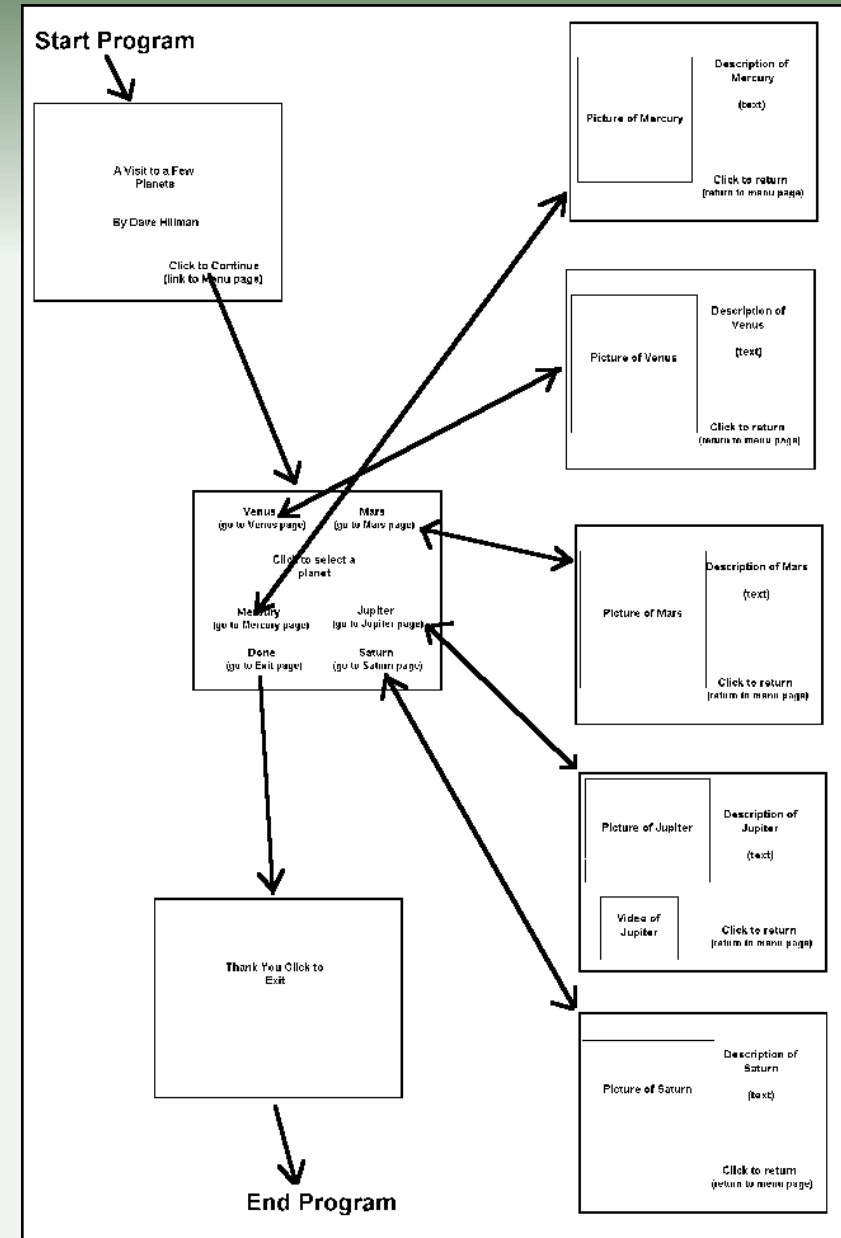 Start Program
A Visit to a Few
Planets
By Dave Hillman
Click to Continue
(link to Menu page)
Venus
(go to Venus page)
Mars
(go to Mars page)
Click to select a
planet
Mercury
(go to Mercury page)
Jupiter
(go to Jupiter page)
Done
(go to Exit page)
Saturn
(go to Saturn page)
Thank You Click to
Exit
End Program
Picture of Mercury
Description of
Mercury
(text)
Click to return
(return to menu page)
Picture of Venus
Description of
Venus
(text)
Click to return
(return to menu page)
Picture of Mars
Description of Mars
(text)
Click to return
(return to menu page)
Picture of Jupiter
Description of
Jupiter
(text)
Video of
Jupiter
Click to return
(return to menu page)
Picture of Saturn
Description of
Saturn
(text)
Click to return
(return to menu page)